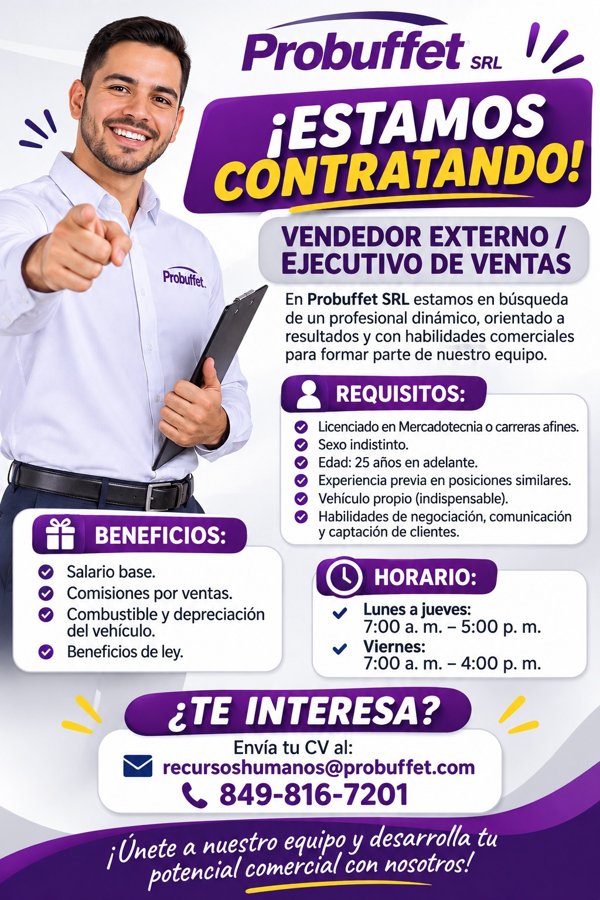 Probuffet SRL
¡ESTAMOS
CONTRATANDO!
VENDEDOR EXTERNO /
EJECUTIVO DE VENTAS
En Probuffet SRL estamos en búsqueda
de un profesional dinámico, orientado a
resultados y con habilidades comerciales
para formar parte de nuestro equipo.
Probuffet
REQUISITOS:
Licenciado en Mercadotecnia o carreras afines.
Sexo indistinto.
Edad: 25 años en adelante.
Experiencia previa en posiciones similares.
Vehículo propio (indispensable).
Habilidades de negociación, comunicación
y captación de clientes.
BENEFICIOS:
Salario base.
Comisiones por ventas.
Combustible y depreciación
del vehículo.
Beneficios de ley.
HORARIO:
Lunes a jueves:
7:00 a. m. – 5:00 p. m.
Viernes:
7:00 a. m. – 4:00 p. m.
¿TE INTERESA?
Envía tu CV al:
recursoshumanos@probuffet.com
849-816-7201
¡Únete a nuestro equipo y desarrolla tu
potencial comercial con nosotros!